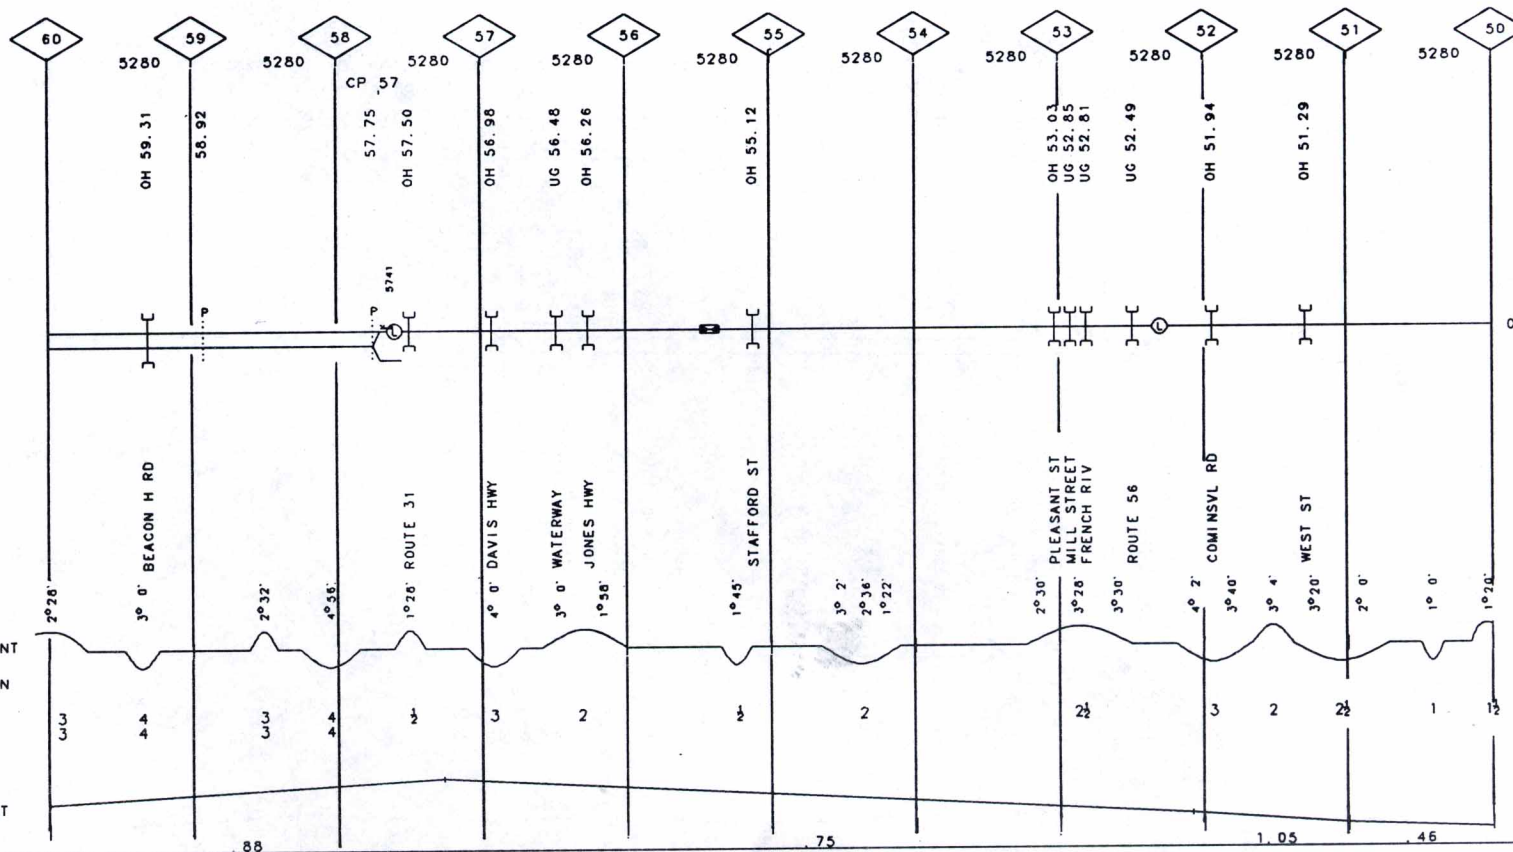 60 59 58 57 56 55 54 53 52 51 50
5280 5280 5280 5280 5280 5280 5280 5280 5280 5280
CP 57
OH 59.31
58.92
57.75
OH 57.50
OH 56.98
UG 56.48
OH 56.26
OH 55.12
OH 53.03
UG 52.85
UG 52.81
UG 52.49
OH 51.94
OH 51.29
P
P
5741
L
L
0
BEACON H RD
ROUTE 31
DAVIS HWY
WATERWAY
JONES HWY
STAFFORD ST
PLEASANT ST
MILL STREET
FRENCH RIV
ROUTE 56
COMINSVL RD
WEST ST
2° 28'
3° 0'
2° 32'
4° 36'
1° 28'
4° 0'
3° 0'
1° 58'
1° 45'
3° 2'
2° 36'
1° 22'
2° 30'
3° 28'
3° 30'
4° 2'
3° 40'
3° 4'
3° 20'
2° 0'
1° 0'
1° 20'
NT
N
3 4 3 4 ½ 3 2 ½ 2 2½ 3 2 2½ 1 1½
3 4 3 4
T
.88 .75 1.05 .46